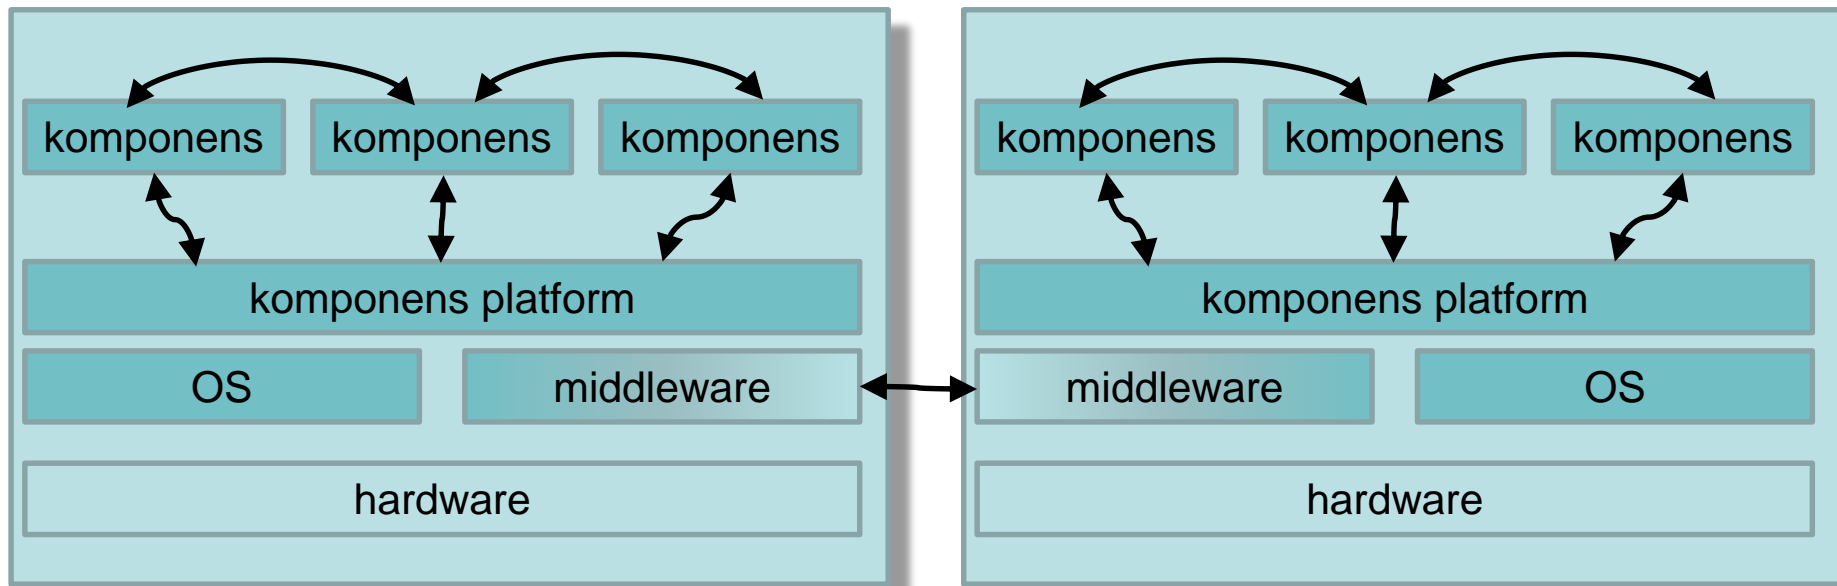 komponens komponens komponens
komponens platform
OS middleware
hardware
komponens komponens komponens
komponens platform
middleware OS
hardware